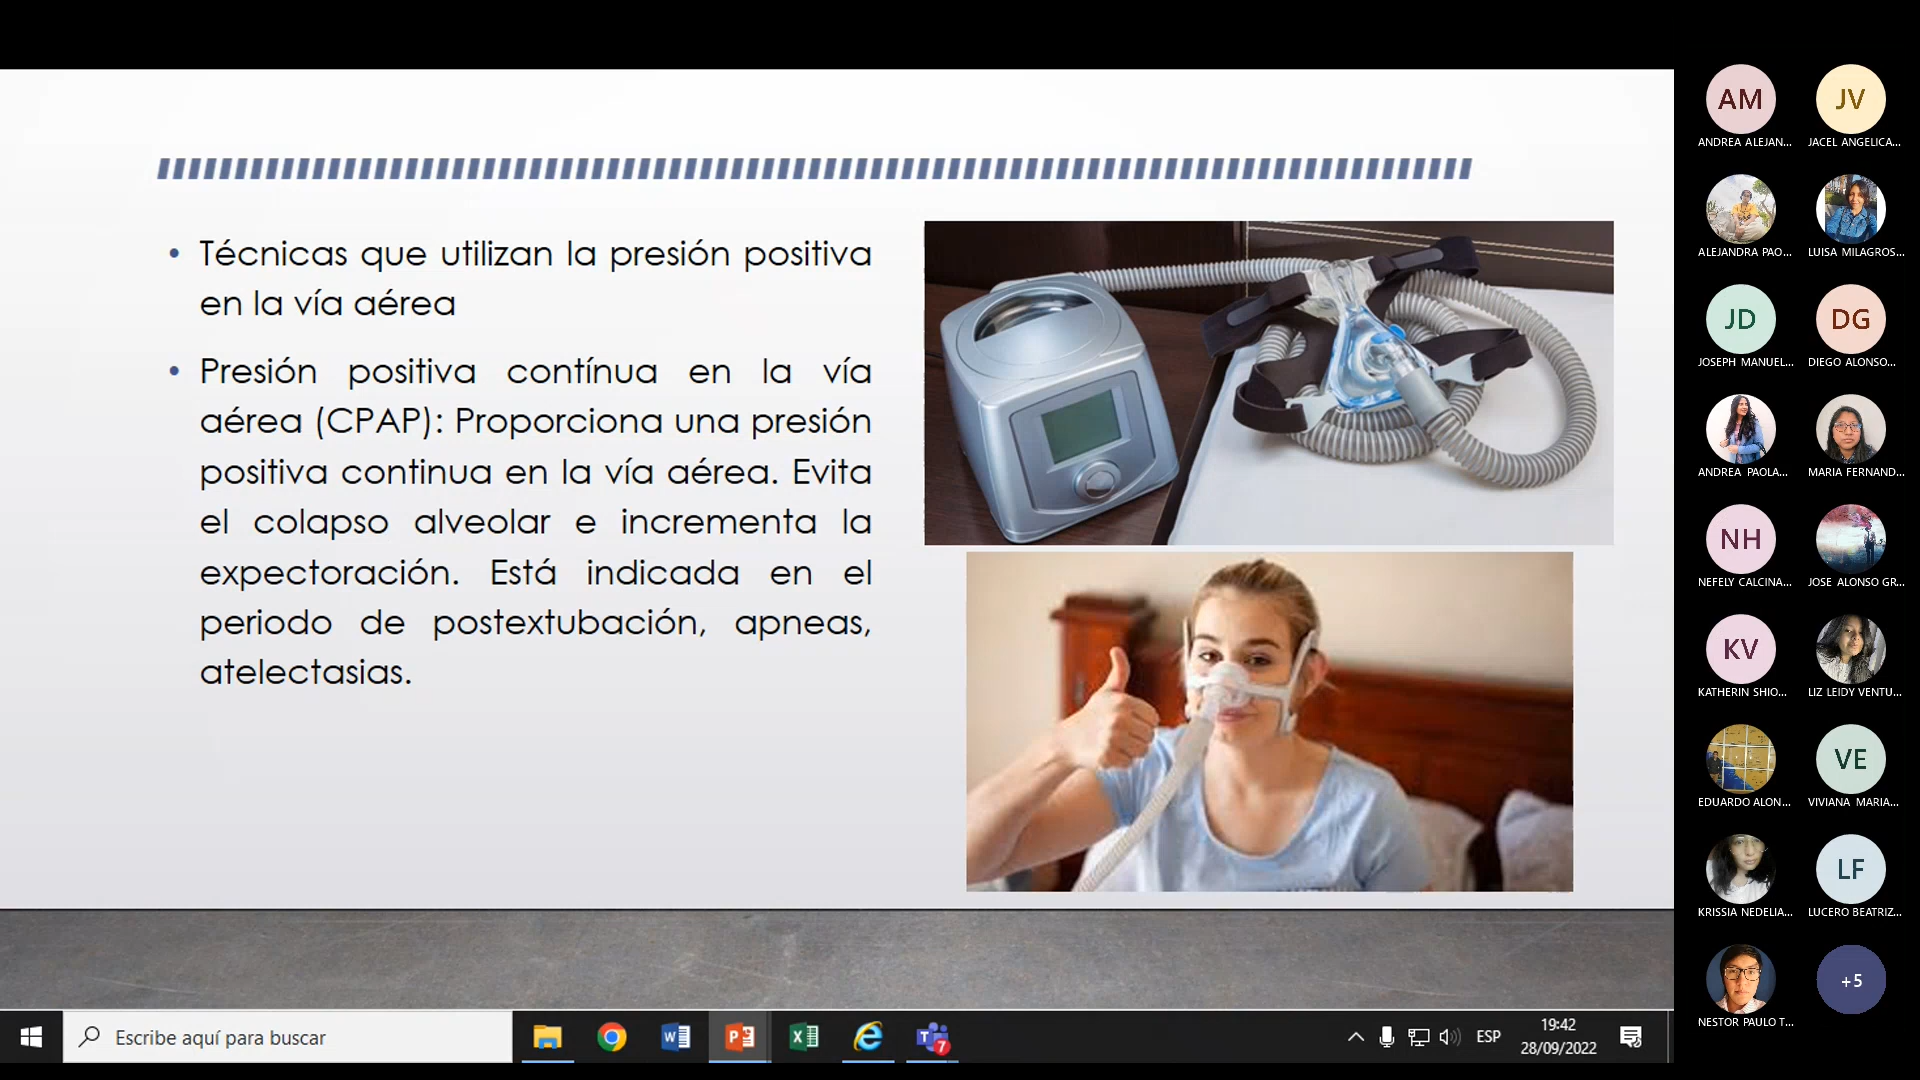 Técnicas que utilizan la presión positiva
en la vía aérea
Presión positiva contínua en la vía
aérea (CPAP): Proporciona una presión
positiva continua en la vía aérea. Evita
el colapso alveolar e incrementa la
expectoración. Está indicada en el
periodo de postextubación, apneas,
atelectasias.
AM
ANDREA ALEJAN...
JV
JACEL ANGELICA...
ALEJANDRA PAO...
LUISA MILAGROS...
JD
JOSEPH MANUEL...
DG
DIEGO ALONSO...
ANDREA PAOLA...
MARIA FERNAND...
NH
NEFELY CALCINA...
JOSE ALONSO GR...
KV
KATHERIN SHIO...
LIZ LEIDY VENTU...
EDUARDO ALON...
VE
VIVIANA MARIA...
KRISSIA NEDELIA...
LF
LUCERO BEATRIZ...
NESTOR PAULO T...
+5
Escribe aquí para buscar
7
ESP
19:42
28/09/2022